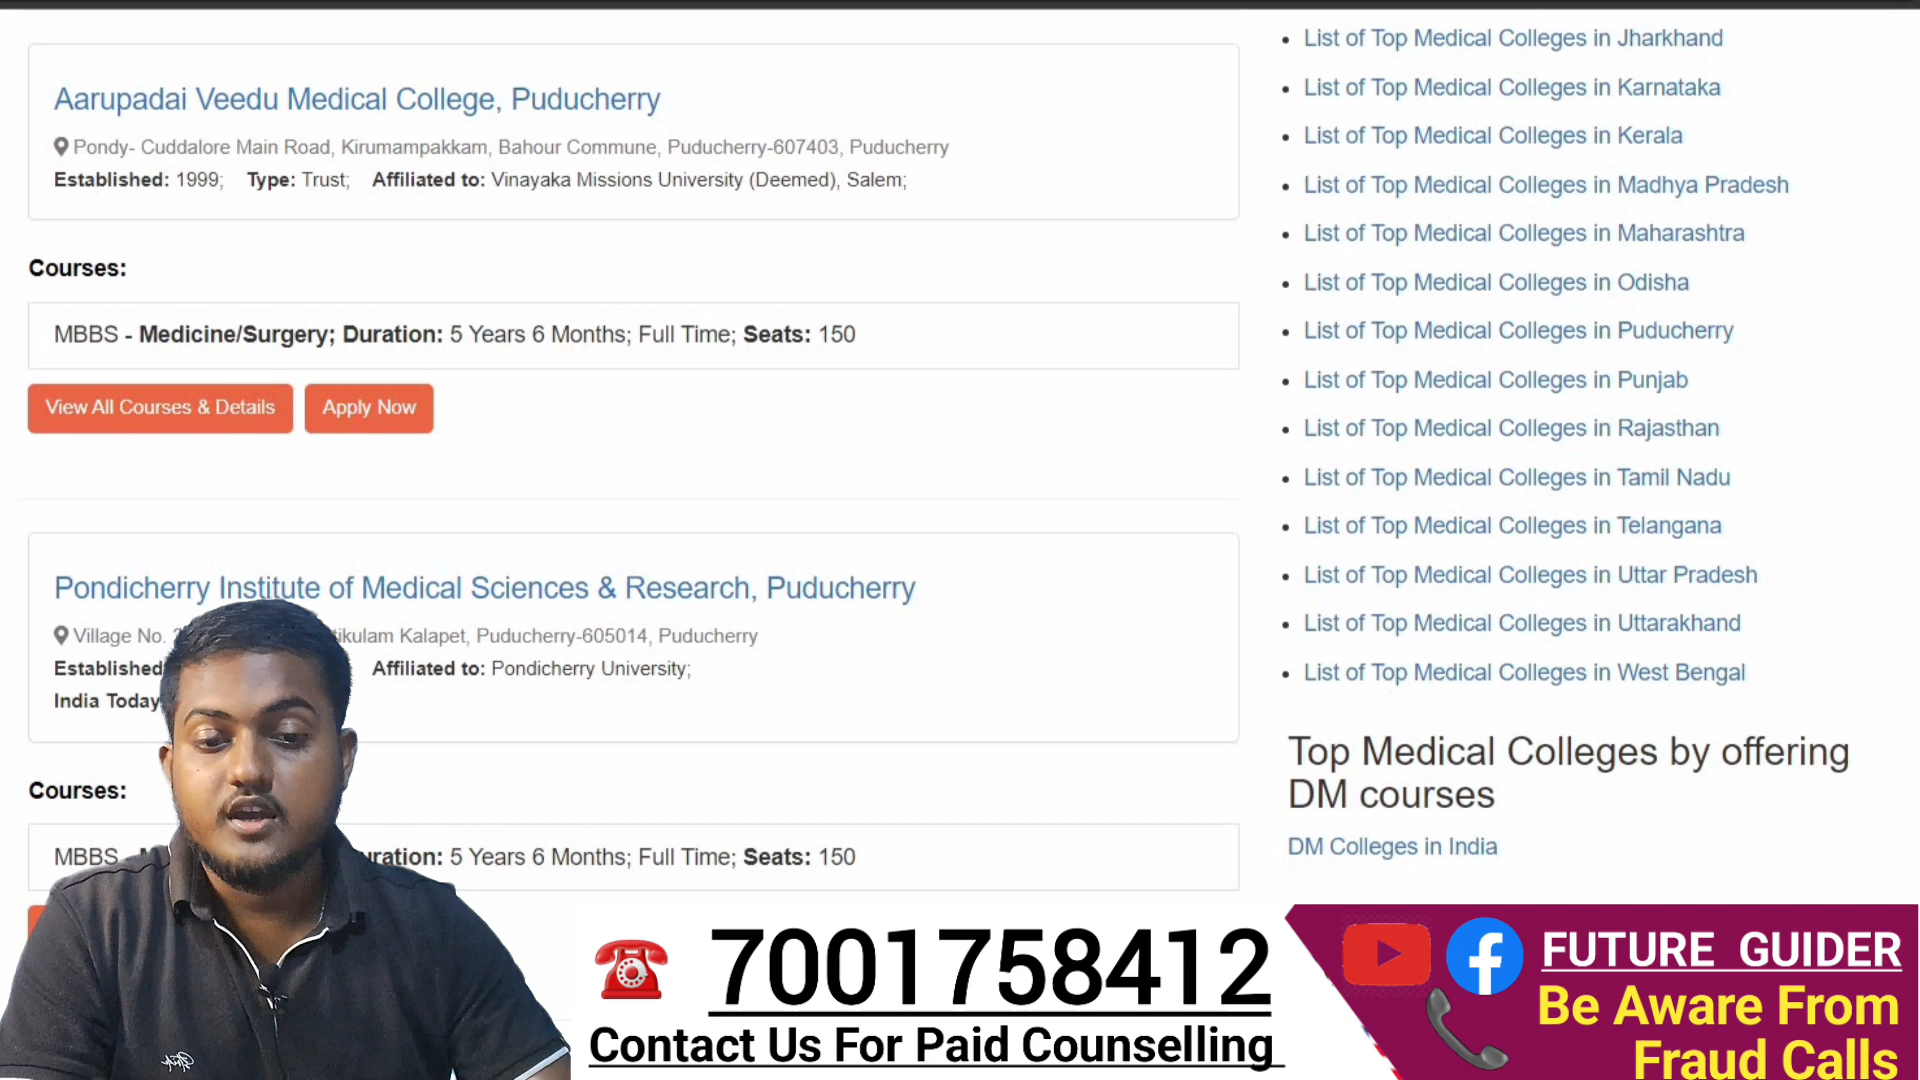 Aarupadai Veedu Medical College, Puducherry
Pondy- Cuddalore Main Road, Kirumampakkam, Bahour Commune, Puducherry-607403, Puducherry
Established: 1999; Type: Trust; Affiliated to: Vinayaka Missions University (Deemed), Salem;
Courses:
MBBS - Medicine/Surgery; Duration: 5 Years 6 Months; Full Time; Seats: 150
View All Courses & Details
Apply Now
Pondicherry Institute of Medical Sciences & Research, Puducherry
Village No. Kalapet, Puducherry-605014, Puducherry
Established Affiliated to: Pondicherry University;
India Today
Courses:
MBBS 5 Years 6 Months; Full Time; Seats: 150
List of Top Medical Colleges in Jharkhand
List of Top Medical Colleges in Karnataka
List of Top Medical Colleges in Kerala
List of Top Medical Colleges in Madhya Pradesh
List of Top Medical Colleges in Maharashtra
List of Top Medical Colleges in Odisha
List of Top Medical Colleges in Puducherry
List of Top Medical Colleges in Punjab
List of Top Medical Colleges in Rajasthan
List of Top Medical Colleges in Tamil Nadu
List of Top Medical Colleges in Telangana
List of Top Medical Colleges in Uttar Pradesh
List of Top Medical Colleges in Uttarakhand
List of Top Medical Colleges in West Bengal
Top Medical Colleges by offering
DM courses
DM Colleges in India
7001758412
Contact Us For Paid Counselling
FUTURE GUIDER
Be Aware From
Fraud Calls